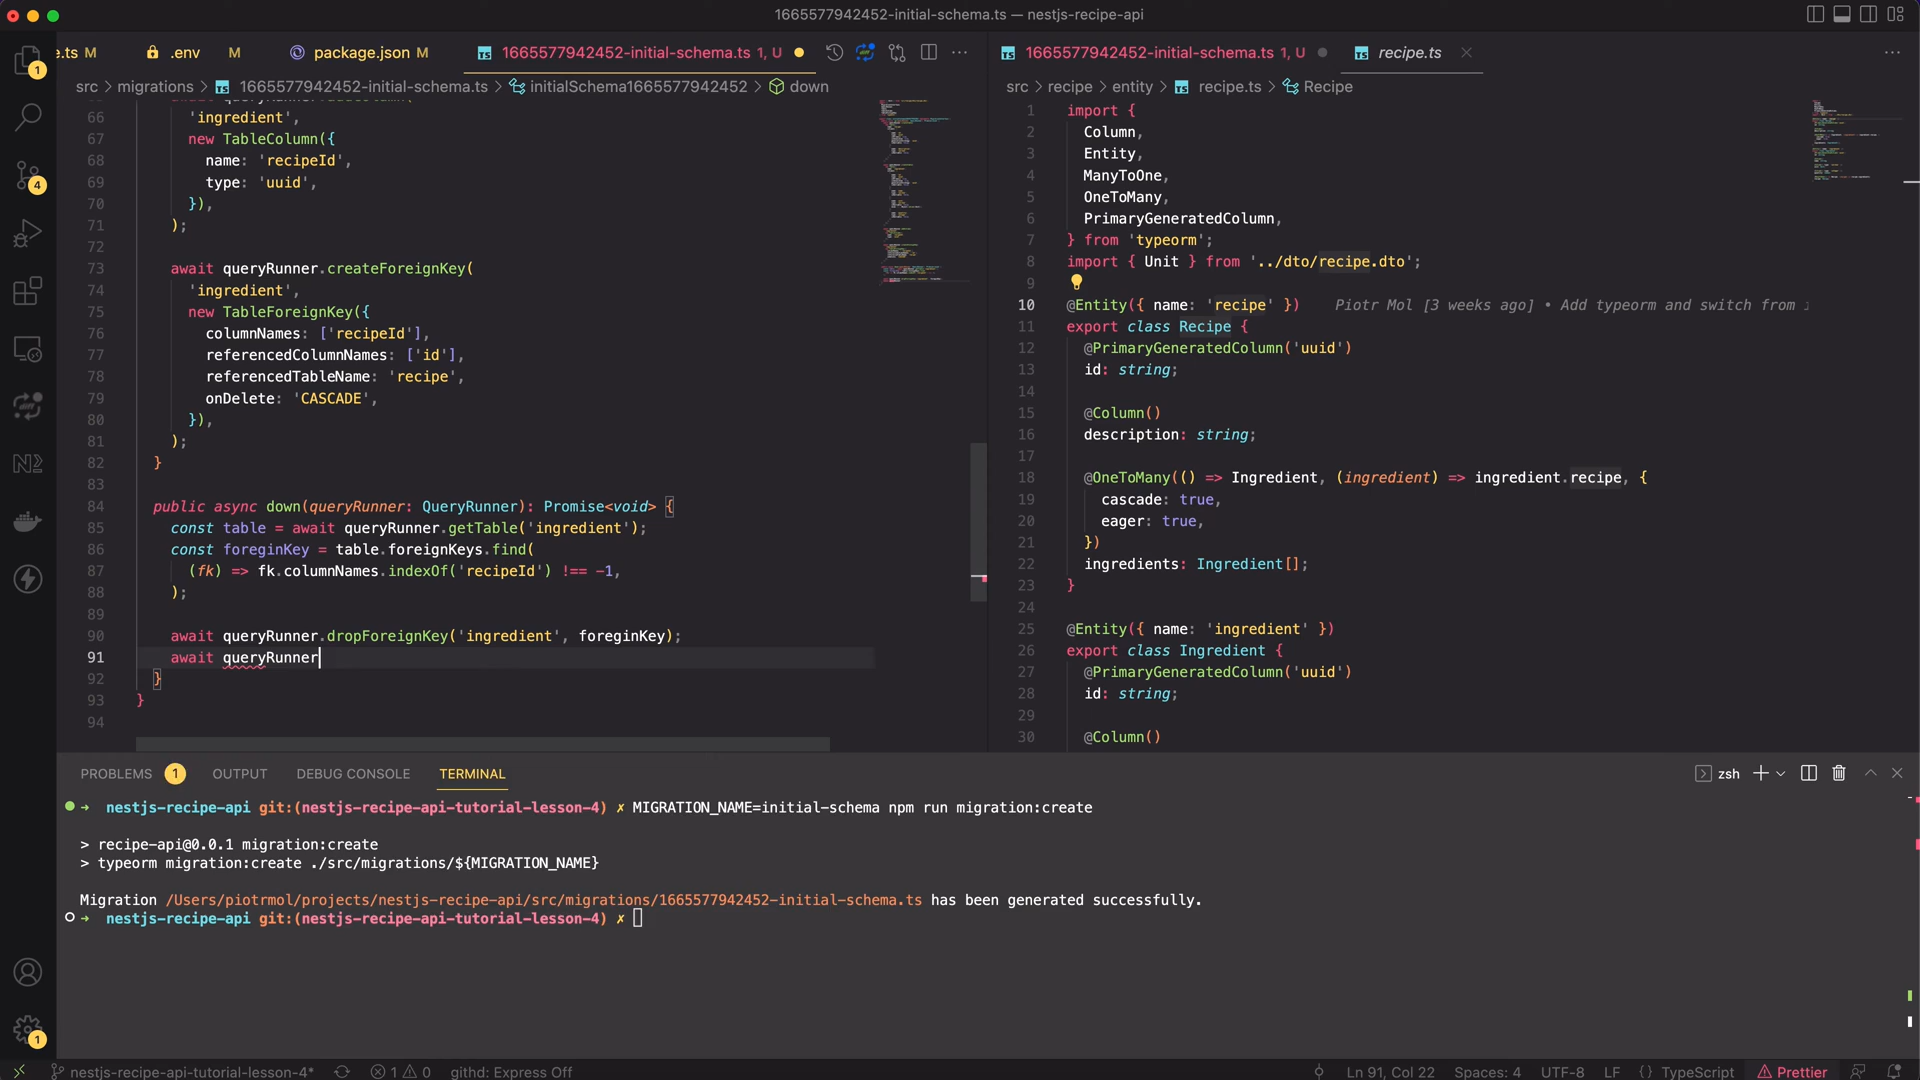 1665577942452-initial-schema.ts — nestjs-recipe-api
e.ts M
.env M
package.json M
1665577942452-initial-schema.ts 1, U
1665577942452-initial-schema.ts 1, U
recipe.ts
src > migrations > 1665577942452-initial-schema.ts > initialSchema1665577942452 > down
66 'ingredient',
67 new TableColumn({
68 name: 'recipeId',
69 type: 'uuid',
70 }),
71 );
72
73 await queryRunner.createForeignKey(
74 'ingredient',
75 new TableForeignKey({
76 columnNames: ['recipeId'],
77 referencedColumnNames: ['id'],
78 referencedTableName: 'recipe',
79 onDelete: 'CASCADE',
80 }),
81 );
82 }
83
84 public async down(queryRunner: QueryRunner): Promise<void> {
85 const table = await queryRunner.getTable('ingredient');
86 const foreginKey = table.foreignKeys.find(
87 (fk) => fk.columnNames.indexOf('recipeId') !== -1,
88 );
89
90 await queryRunner.dropForeignKey('ingredient', foreginKey);
91 await queryRunner
92 }
93 }
94
src > recipe > entity > recipe.ts > Recipe
1 import {
2 Column,
3 Entity,
4 ManyToOne,
5 OneToMany,
6 PrimaryGeneratedColumn,
7 } from 'typeorm';
8 import { Unit } from '../dto/recipe.dto';
9
10 @Entity({ name: 'recipe' }) Piotr Mol [3 weeks ago] • Add typeorm and switch from
11 export class Recipe {
12 @PrimaryGeneratedColumn('uuid')
13 id: string;
14
15 @Column()
16 description: string;
17
18 @OneToMany(() => Ingredient, (ingredient) => ingredient.recipe, {
19 cascade: true,
20 eager: true,
21 })
22 ingredients: Ingredient[];
23 }
24
25 @Entity({ name: 'ingredient' })
26 export class Ingredient {
27 @PrimaryGeneratedColumn('uuid')
28 id: string;
29
30 @Column()
PROBLEMS 1 OUTPUT DEBUG CONSOLE TERMINAL
zsh
→ nestjs-recipe-api git:(nestjs-recipe-api-tutorial-lesson-4) ✗ MIGRATION_NAME=initial-schema npm run migration:create
> recipe-api@0.0.1 migration:create
> typeorm migration:create ./src/migrations/${MIGRATION_NAME}
Migration /Users/piotrmol/projects/nestjs-recipe-api/src/migrations/1665577942452-initial-schema.ts has been generated successfully.
→ nestjs-recipe-api git:(nestjs-recipe-api-tutorial-lesson-4) ✗
1
4
1
nestjs-recipe-api-tutorial-lesson-4* 1 0 githd: Express Off
Ln 91, Col 22 Spaces: 4 UTF-8 LF {} TypeScript Prettier